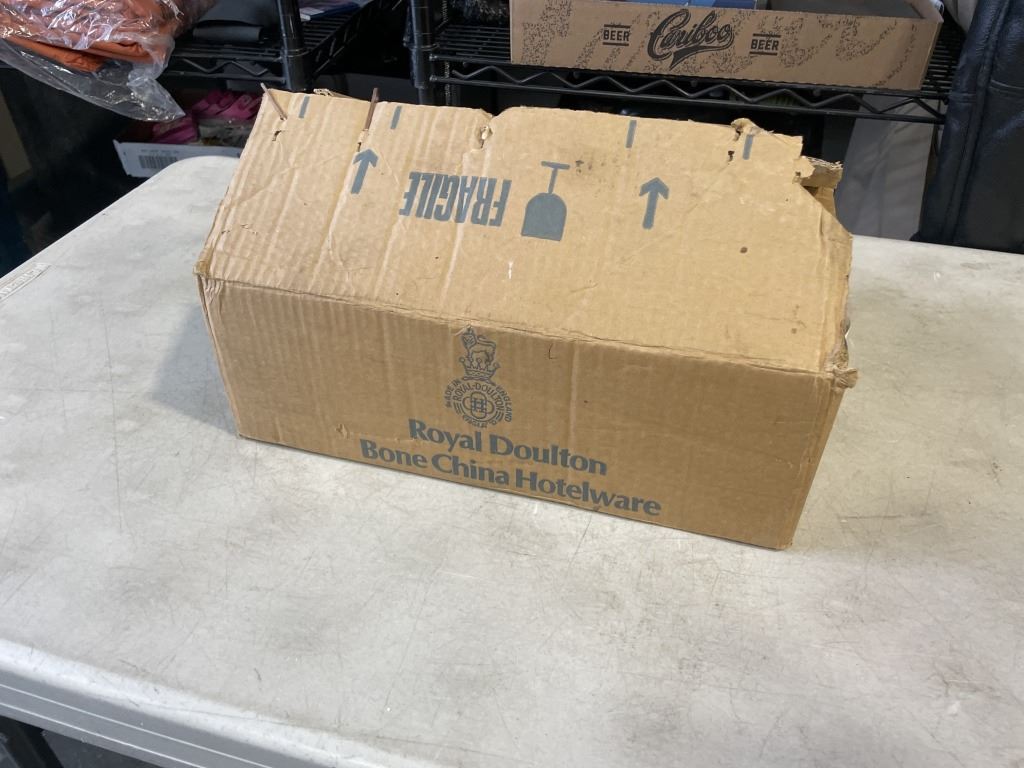 BEER
Cariboo
BEER
FRAGILE
MADE IN ENGLAND
ROYAL DOULTON
Royal Doulton
Bone China Hotelware